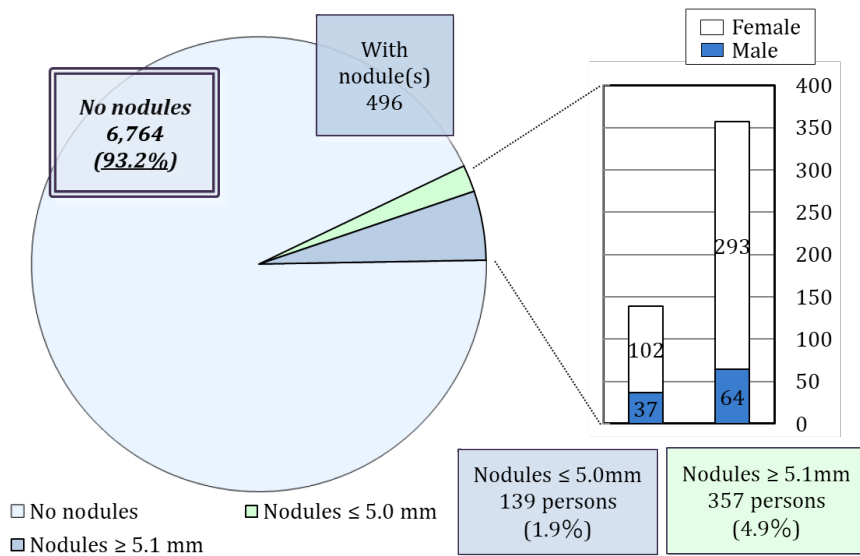 With
nodule(s)
496
No nodules
6,764
(93.2%)
Female
Male
400
350
300
250
200
150
100
50
0
293
102
37
64
Nodules ≤ 5.0mm
139 persons
(1.9%)
Nodules ≥ 5.1mm
357 persons
(4.9%)
No nodules
Nodules ≤ 5.0 mm
Nodules ≥ 5.1 mm